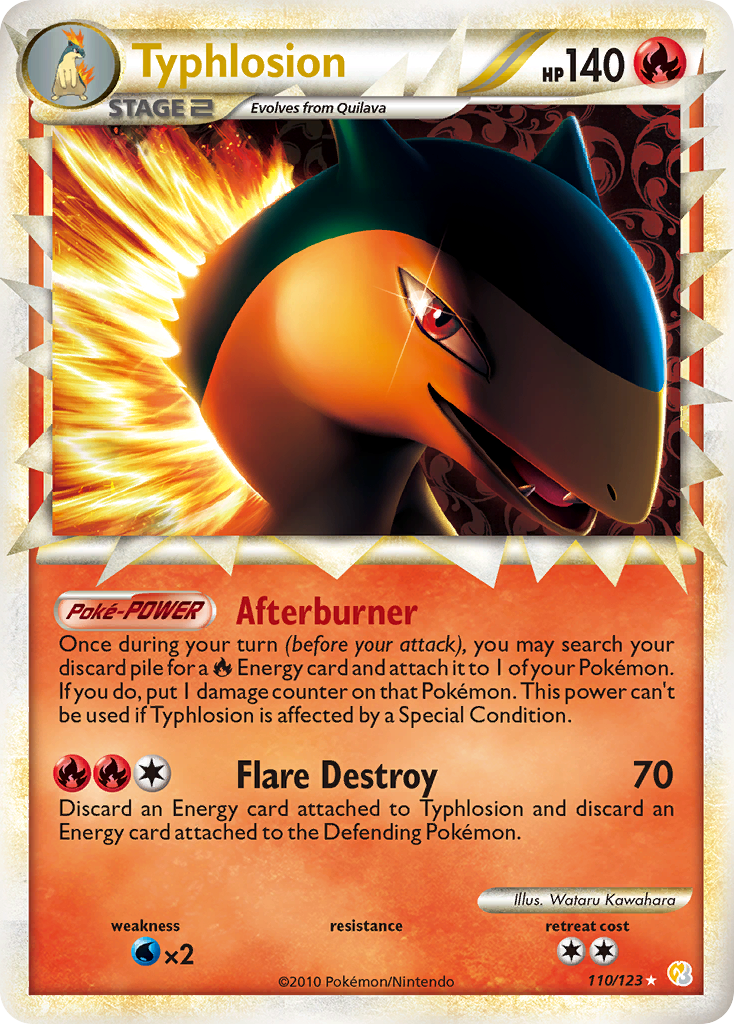 Typhlosion
HP 140
STAGE 2
Evolves from Quilava
Poké-POWER Afterburner
Once during your turn (before your attack), you may search your
discard pile for a Energy card and attach it to 1 of your Pokémon.
If you do, put 1 damage counter on that Pokémon. This power can't
be used if Typhlosion is affected by a Special Condition.
Flare Destroy 70
Discard an Energy card attached to Typhlosion and discard an
Energy card attached to the Defending Pokémon.
Illus. Wataru Kawahara
weakness resistance retreat cost
×2
©2010 Pokémon/Nintendo 110/123